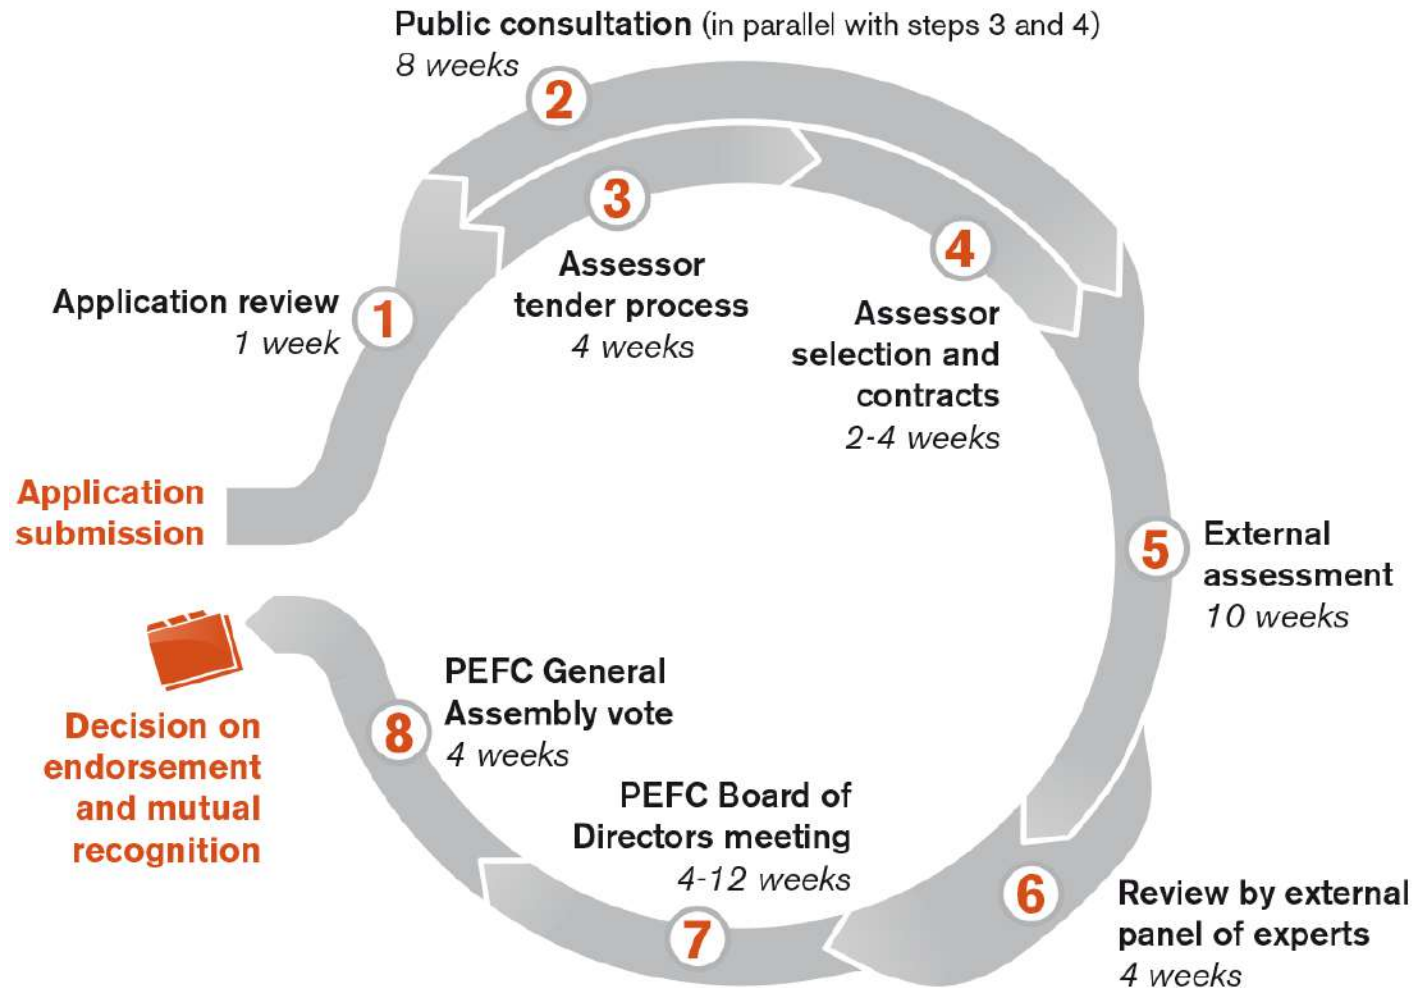 Public consultation (in parallel with steps 3 and 4)
8 weeks
2
3
Assessor
tender process
4 weeks
4
Assessor
selection and
contracts
2-4 weeks
Application review
1 week
1
Application
submission
5
External
assessment
10 weeks
PEFC General
Assembly vote
4 weeks
8
Decision on
endorsement
and mutual
recognition
PEFC Board of
Directors meeting
4-12 weeks
7
6
Review by external
panel of experts
4 weeks